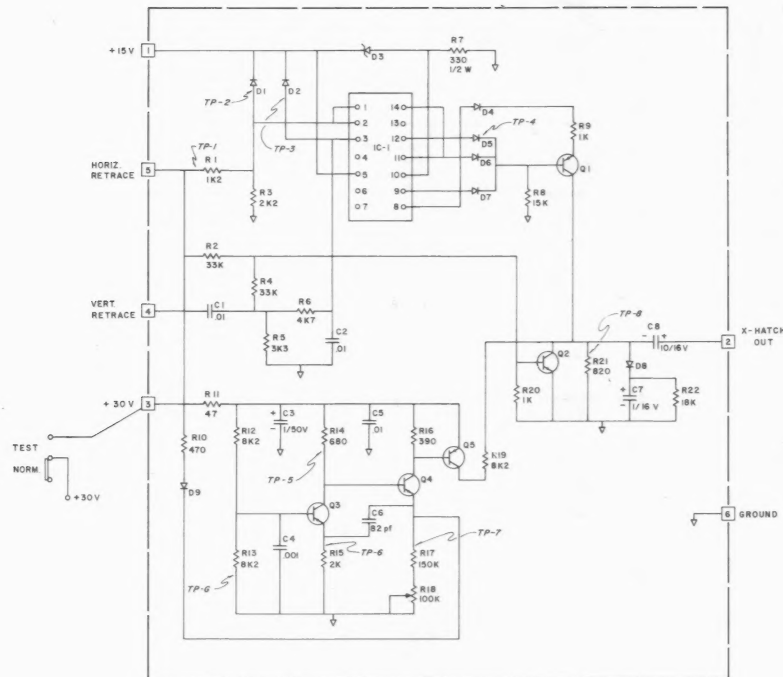 +15V
1
D3
R7
330
1/2 W
TP-2
D1
D2
TP-3
1
2
3
4
5
6
7
IC-1
14
13
12
11
10
9
8
D4
TP-4
D5
D6
D7
R9
1K
Q1
R8
15K
HORIZ.
RETRACE
5
TP-1
R1
1K2
R3
2K2
R2
33K
R4
33K
VERT.
RETRACE
4
C1
.01
R6
4K7
R5
3K3
C2
.01
TP-8
C8
- +
10/16V
2
X-HATCH
OUT
Q2
R21
820
D8
R20
1K
+
C7
-
1/16 V
R22
18K
+30V
3
R11
47
TEST
NORM.
+30V
R10
470
D9
R12
8K2
+
C3
-
1/50V
R14
680
C5
.01
R16
390
Q5
R19
8K2
TP-5
Q4
Q3
C6
82 pf
TP-7
TP-6
C4
.001
R13
8K2
R15
2K
R17
150K
R18
100K
TP-G
6
GROUND